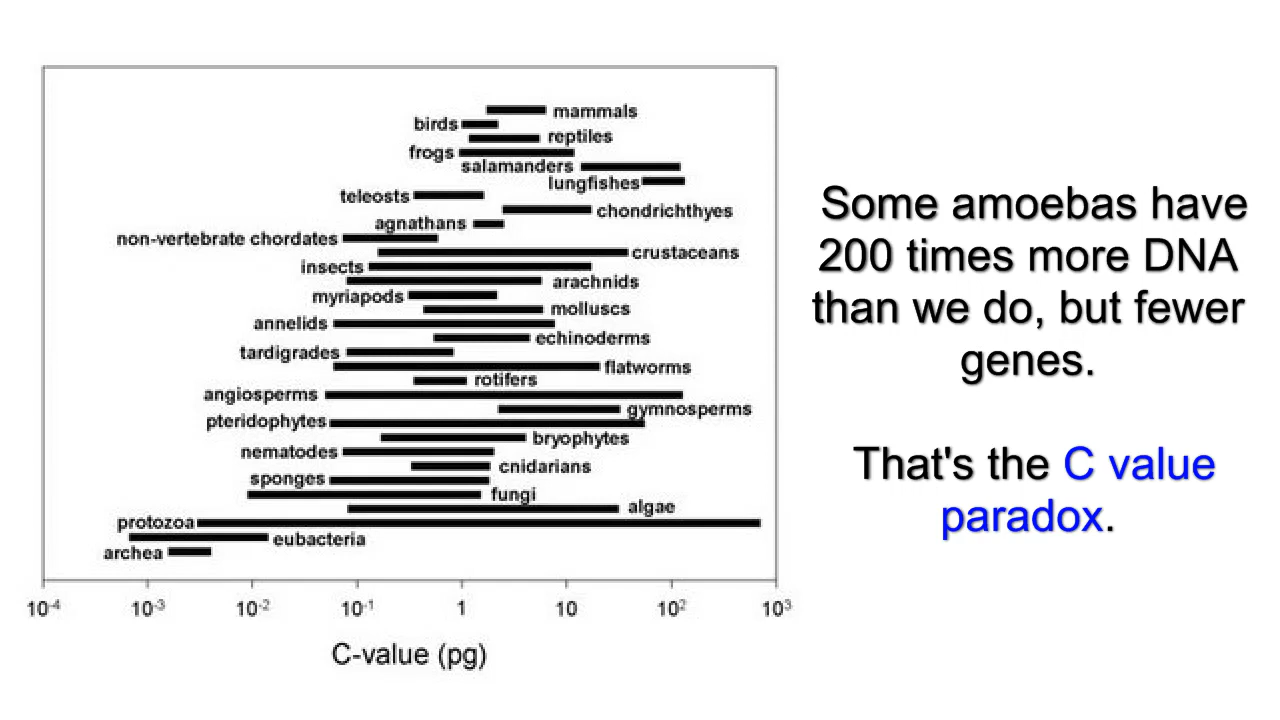 mammals
birds
reptiles
frogs
salamanders
lungfishes
teleosts
chondrichthyes
agnathans
non-vertebrate chordates
crustaceans
insects
arachnids
myriapods
molluscs
annelids
echinoderms
tardigrades
flatworms
rotifers
angiosperms
gymnosperms
pteridophytes
bryophytes
nematodes
cnidarians
sponges
fungi
algae
protozoa
eubacteria
archea
10⁻⁴ 10⁻³ 10⁻² 10⁻¹ 1 10 10² 10³
C-value (pg)
Some amoebas have
200 times more DNA
than we do, but fewer
genes.
That's the C value
paradox.